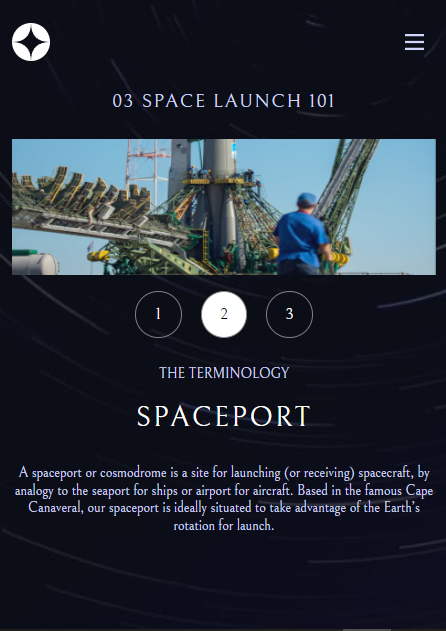 03 SPACE LAUNCH 101
1 2 3
THE TERMINOLOGY
SPACEPORT
A spaceport or cosmodrome is a site for launching (or receiving) spacecraft, by
analogy to the seaport for ships or airport for aircraft. Based in the famous Cape
Canaveral, our spaceport is ideally situated to take advantage of the Earth’s
rotation for launch.